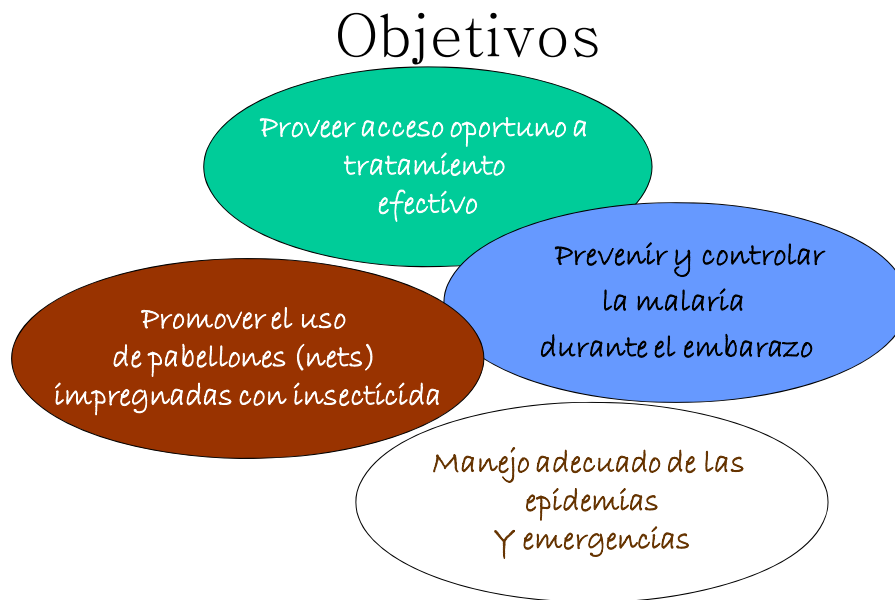 Objetivos
Proveer acceso oportuno a
tratamiento
efectivo
Prevenir y controlar
la malaria
durante el embarazo
Promover el uso
de pabellones (nets)
impregnadas con insecticida
Manejo adecuado de las
epidemias
Y emergencias